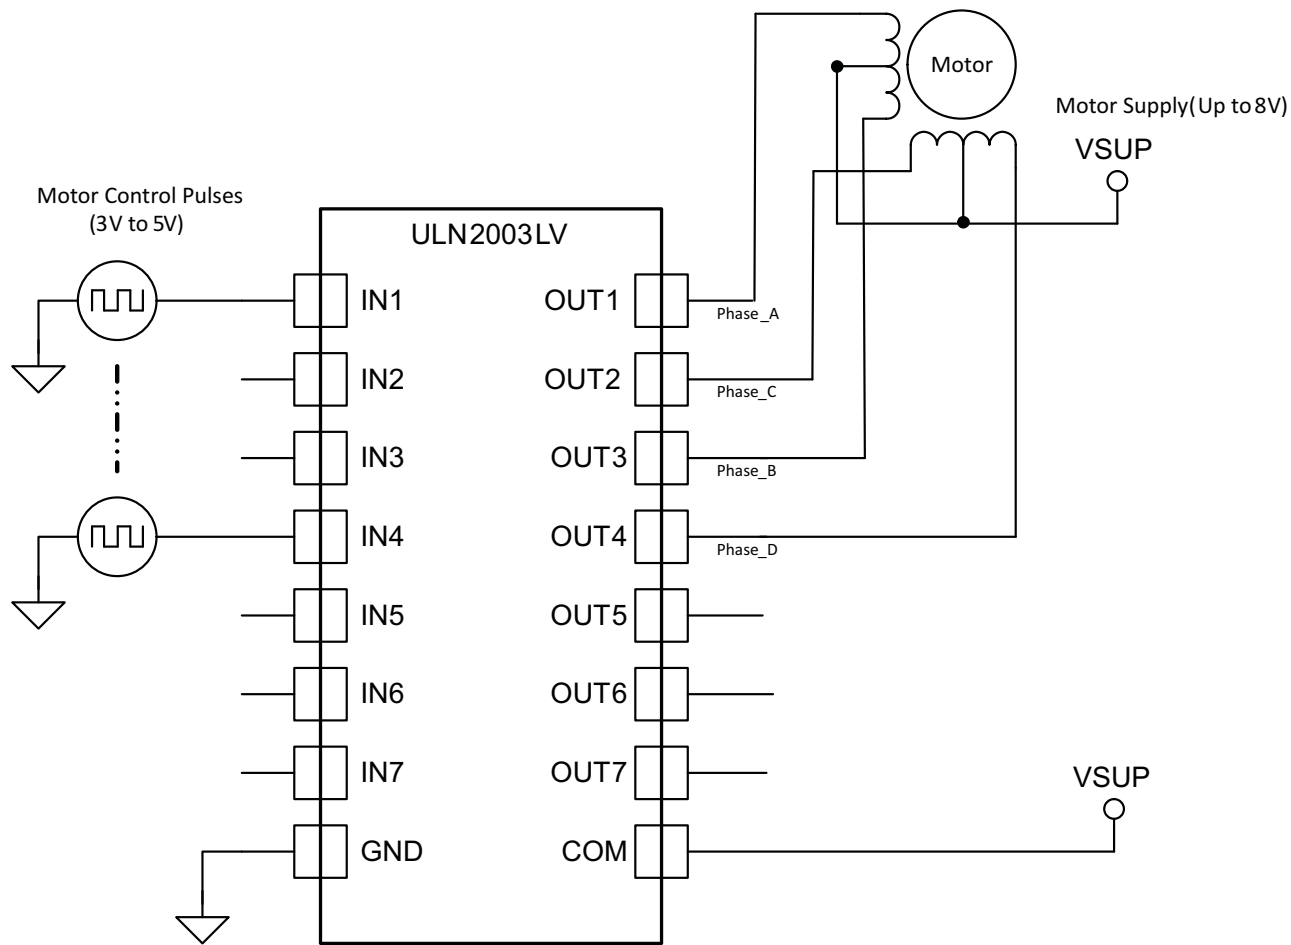 Motor
Motor Supply(Up to 8V)
VSUP
Motor Control Pulses
(3V to 5V)
ULN2003LV
IN1
OUT1
Phase_A
IN2
OUT2
Phase_C
IN3
OUT3
Phase_B
IN4
OUT4
Phase_D
IN5
OUT5
IN6
OUT6
IN7
OUT7
VSUP
GND
COM